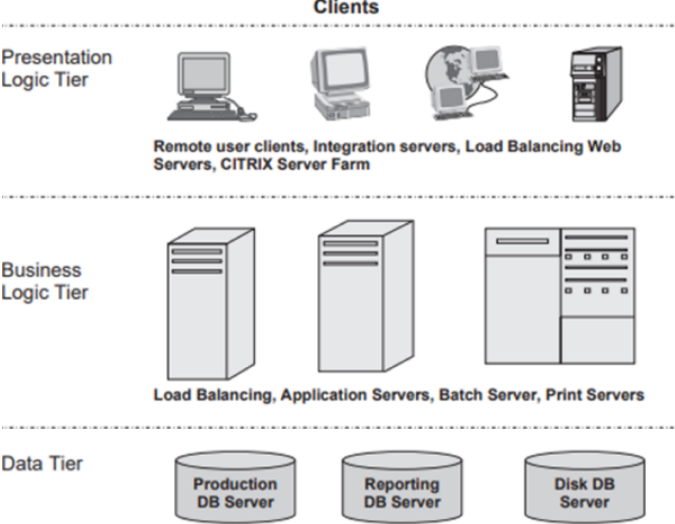 Clients
Presentation
Logic Tier
Remote user clients, Integration servers, Load Balancing Web
Servers, CITRIX Server Farm
Business
Logic Tier
Load Balancing, Application Servers, Batch Server, Print Servers
Data Tier
Production
DB Server
Reporting
DB Server
Disk DB
Server